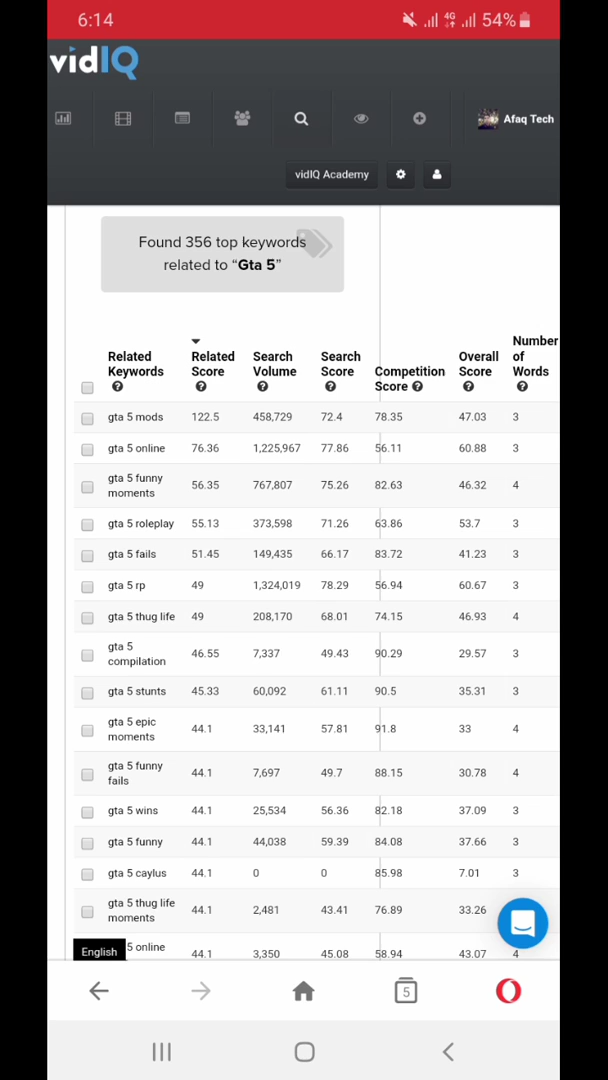 6:14 4G 54%
vidIQ
Afaq Tech
vidIQ Academy
Found 356 top keywords
related to “Gta 5”
Related Keywords Related Score Search Volume Search Score Competition Score Overall Score Number of Words
gta 5 mods 122.5 458,729 72.4 78.35 47.03 3
gta 5 online 76.36 1,225,967 77.86 56.11 60.88 3
gta 5 funny moments 56.35 767,807 75.26 82.63 46.32 4
gta 5 roleplay 55.13 373,598 71.26 63.86 53.7 3
gta 5 fails 51.45 149,435 66.17 83.72 41.23 3
gta 5 rp 49 1,324,019 78.29 56.94 60.67 3
gta 5 thug life 49 208,170 68.01 74.15 46.93 4
gta 5 compilation 46.55 7,337 49.43 90.29 29.57 3
gta 5 stunts 45.33 60,092 61.11 90.5 35.31 3
gta 5 epic moments 44.1 33,141 57.81 91.8 33 4
gta 5 funny fails 44.1 7,697 49.7 88.15 30.78 4
gta 5 wins 44.1 25,534 56.36 82.18 37.09 3
gta 5 funny 44.1 44,038 59.39 84.08 37.66 3
gta 5 caylus 44.1 0 0 85.98 7.01 3
gta 5 thug life moments 44.1 2,481 43.41 76.89 33.26
5 online 44.1 3,350 45.08 58.94 43.07 4
English
5